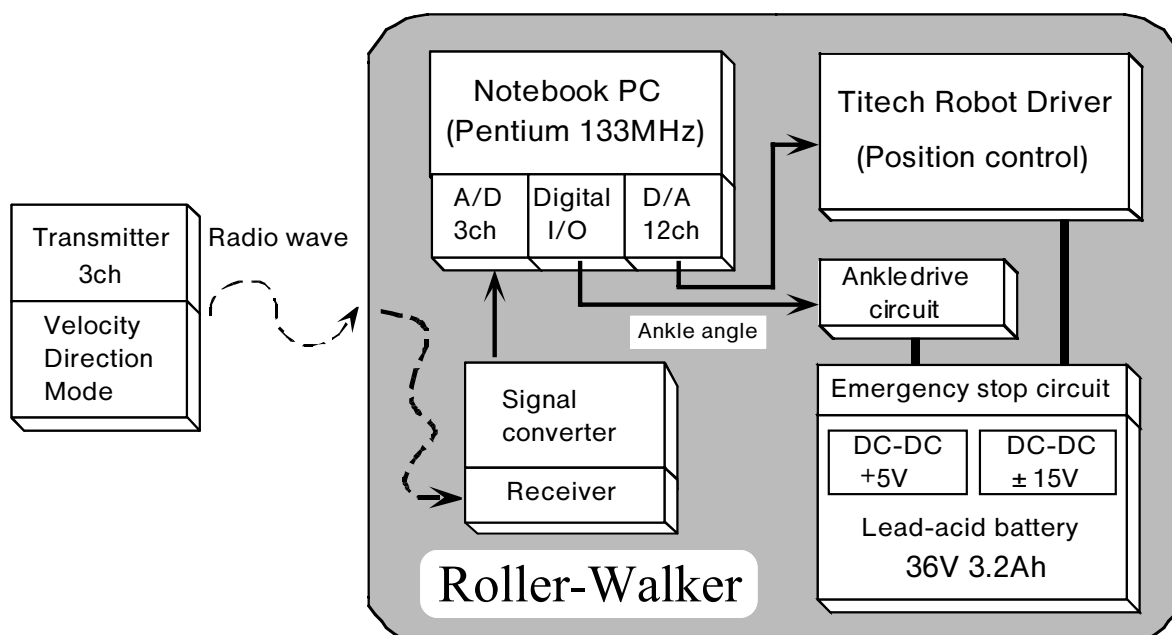 Transmitter
3ch
Velocity
Direction
Mode
Radio wave
Notebook PC
(Pentium 133MHz)
A/D
3ch
Digital
I/O
D/A
12ch
Titech Robot Driver
(Position control)
Ankle drive
circuit
Ankle angle
Signal
converter
Receiver
Emergency stop circuit
DC-DC
+5V
DC-DC
± 15V
Lead-acid battery
36V 3.2Ah
Roller-Walker